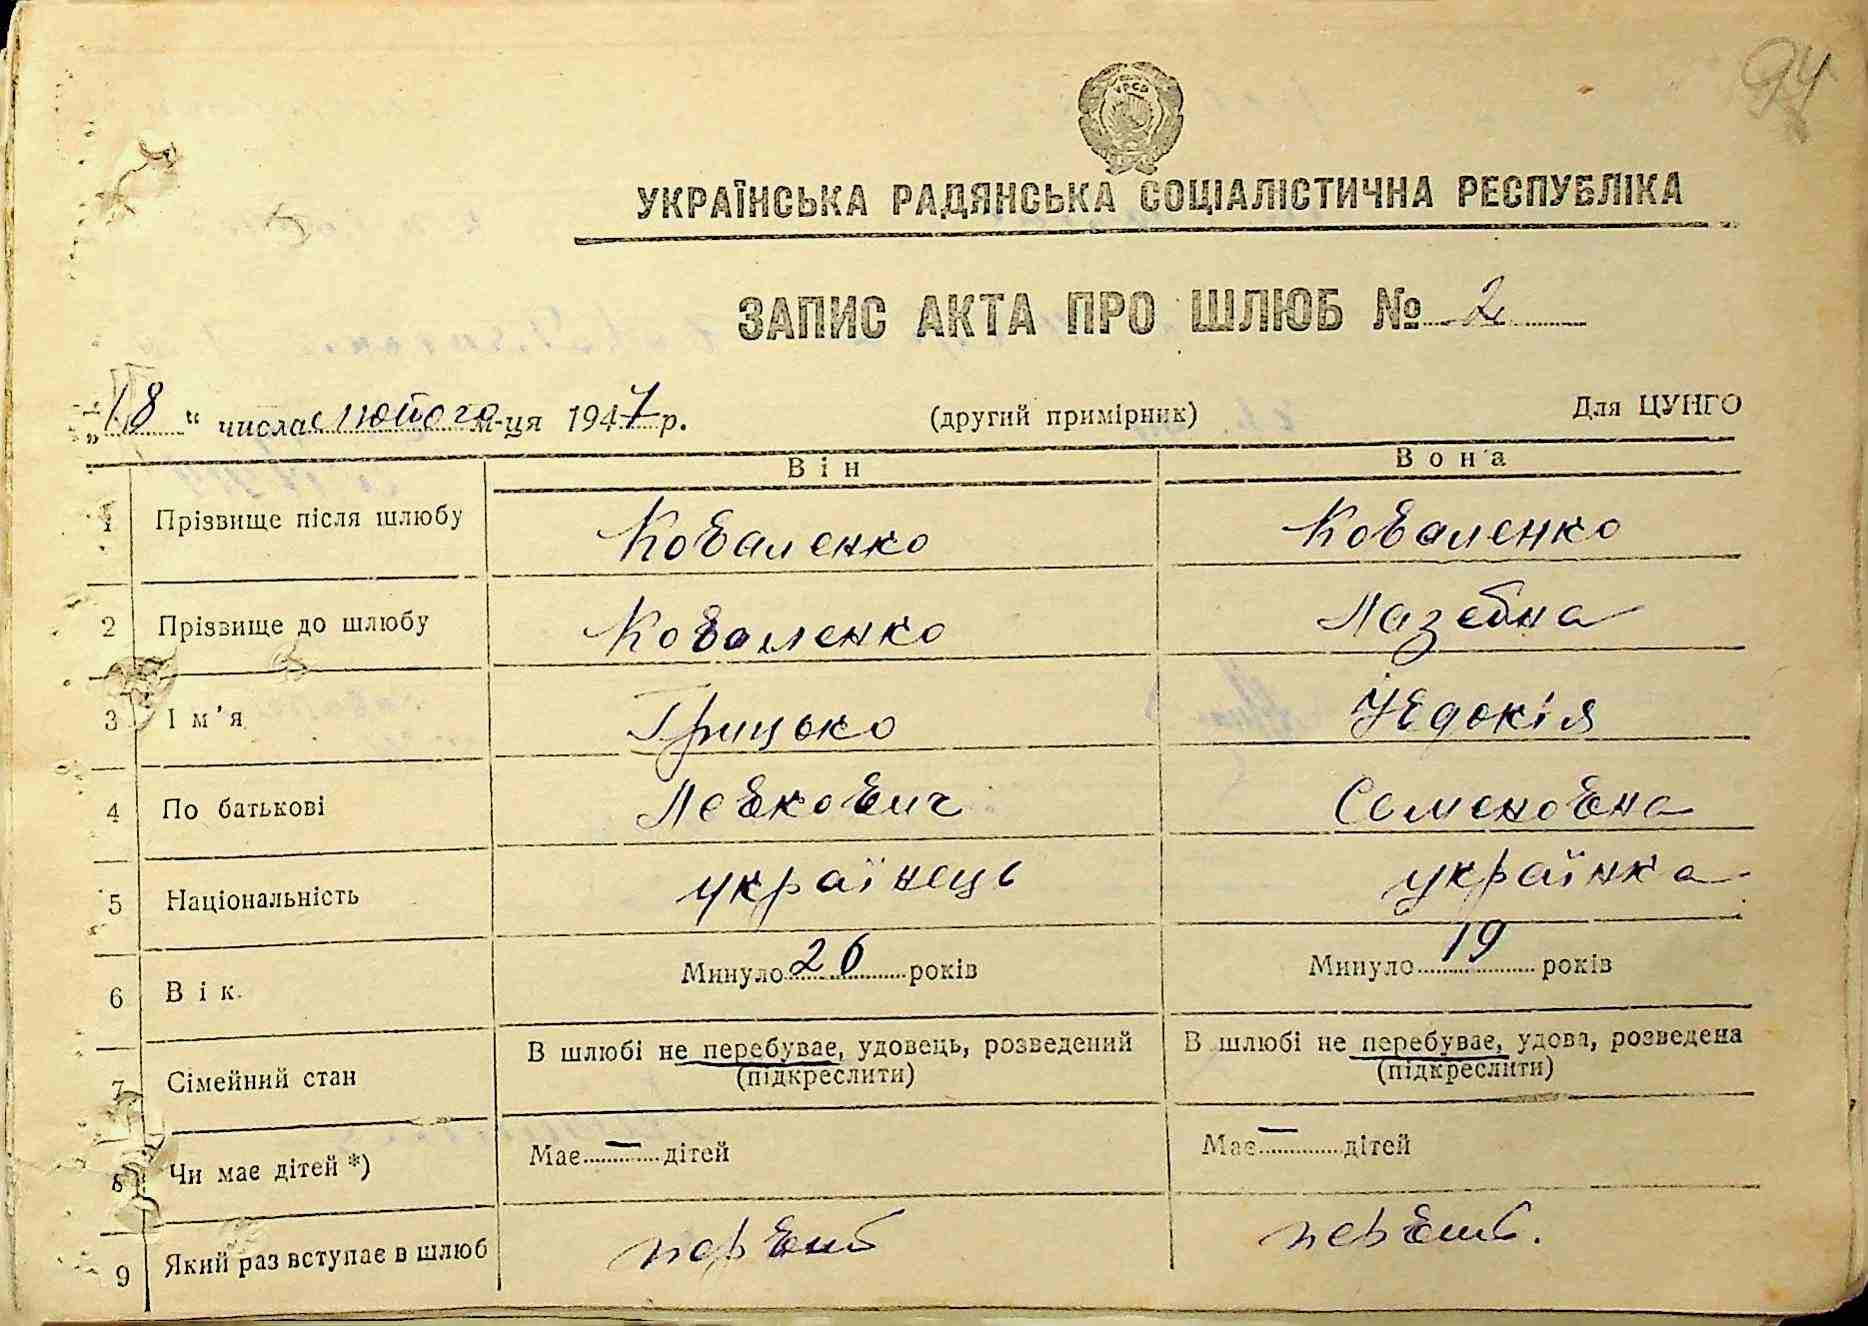 94
УРСР
УКРАЇНСЬКА РАДЯНСЬКА СОЦІАЛІСТИЧНА РЕСПУБЛІКА
ЗАПИС АКТА ПРО ШЛЮБ № 2
„18“ числа лютого м-ця 1947 р. (другий примірник) Для ЦУНГО
Він Вона
1 Прізвище після шлюбу Коваленко Коваленко
2 Прізвище до шлюбу Коваленко Лазебна
3 Ім'я Грицько Увдокія
4 По батькові Левкович Семеновна
5 Національність українець українка
6 Вік. Минуло 26 років Минуло 19 років
7 Сімейний стан В шлюбі не перебуває, удовець, розведений В шлюбі не перебуває, удова, розведена
(підкреслити) (підкреслити)
8 Чи має дітей *) Має — дітей Має — дітей
9 Який раз вступає в шлюб